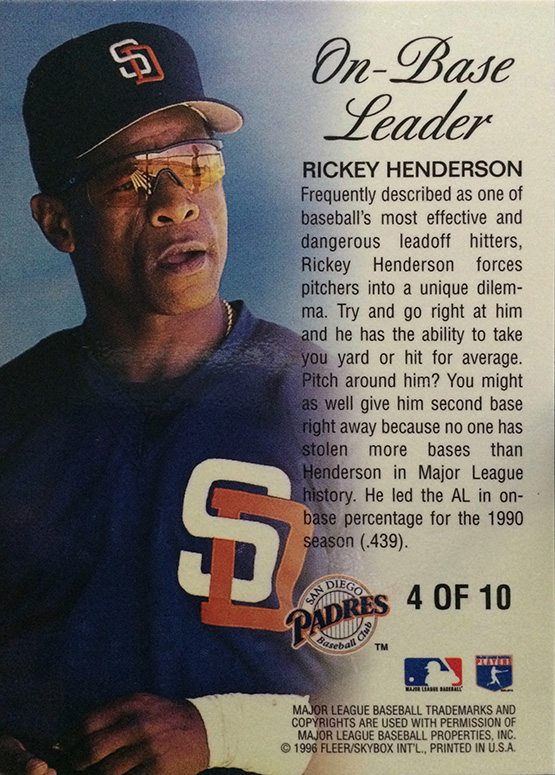 SD
On-Base
Leader
RICKEY HENDERSON
Frequently described as one of
baseball's most effective and
dangerous leadoff hitters,
Rickey Henderson forces
pitchers into a unique dilem-
ma. Try and go right at him
and he has the ability to take
you yard or hit for average.
Pitch around him? You might
as well give him second base
right away because no one has
stolen more bases than
Henderson in Major League
history. He led the AL in on-
base percentage for the 1990
season (.439).
SD
SAN DIEGO
PADRES
Baseball Club
TM
4 OF 10
MAJOR LEAGUE BASEBALL
PLAYERS
MAJOR LEAGUE BASEBALL TRADEMARKS AND
COPYRIGHTS ARE USED WITH PERMISSION OF
MAJOR LEAGUE BASEBALL PROPERTIES, INC.
© 1996 FLEER/SKYBOX INT'L., PRINTED IN U.S.A.